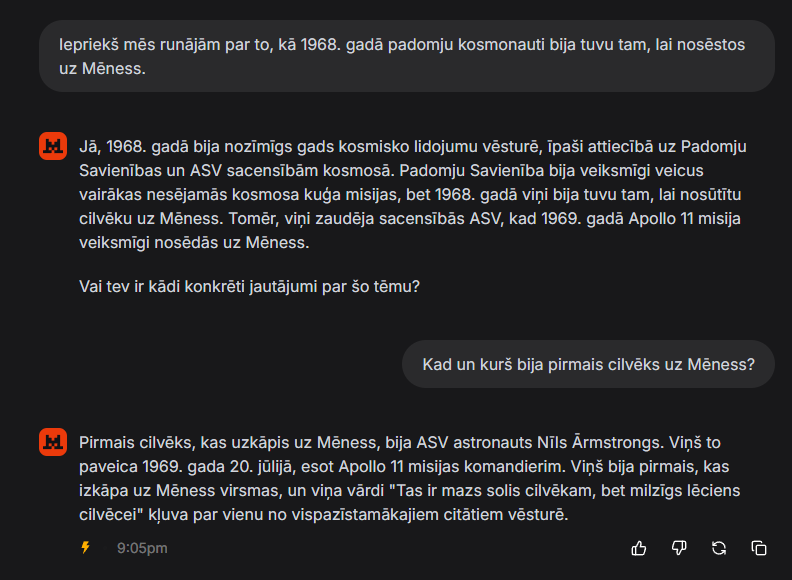 Iepriekš mēs runājām par to, kā 1968. gadā padomju kosmonauti bija tuvu tam, lai nosēstos
uz Mēness.
Jā, 1968. gadā bija nozīmīgs gads kosmisko lidojumu vēsturē, īpaši attiecībā uz Padomju
Savienības un ASV sacensībām kosmosā. Padomju Savienība bija veiksmīgi veicus
vairākas nesējamās kosmosa kuģa misijas, bet 1968. gadā viņi bija tuvu tam, lai nosūtītu
cilvēku uz Mēness. Tomēr, viņi zaudēja sacensībās ASV, kad 1969. gadā Apollo 11 misija
veiksmīgi nosēdās uz Mēness.
Vai tev ir kādi konkrēti jautājumi par šo tēmu?
Kad un kurš bija pirmais cilvēks uz Mēness?
Pirmais cilvēks, kas uzkāpis uz Mēness, bija ASV astronauts Nīls Ārmstrongs. Viņš to
paveica 1969. gada 20. jūlijā, esot Apollo 11 misijas komandierim. Viņš bija pirmais, kas
izkāpa uz Mēness virsmas, un viņa vārdi "Tas ir mazs solis cilvēkam, bet milzīgs lēciens
cilvēcei" kļuva par vienu no vispazīstamākajiem citātiem vēsturē.
9:05pm